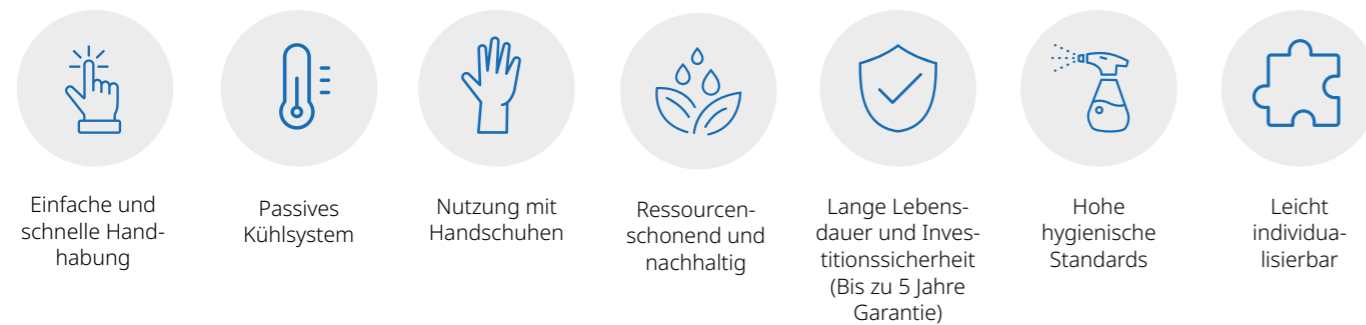 Einfache und
schnelle Hand-
habung
Passives
Kühlsystem
Nutzung mit
Handschuhen
Ressourcen-
schonend und
nachhaltig
Lange Lebens-
dauer und Inves-
titionssicherheit
(Bis zu 5 Jahre
Garantie)
Hohe
hygienische
Standards
Leicht
individua-
lisierbar